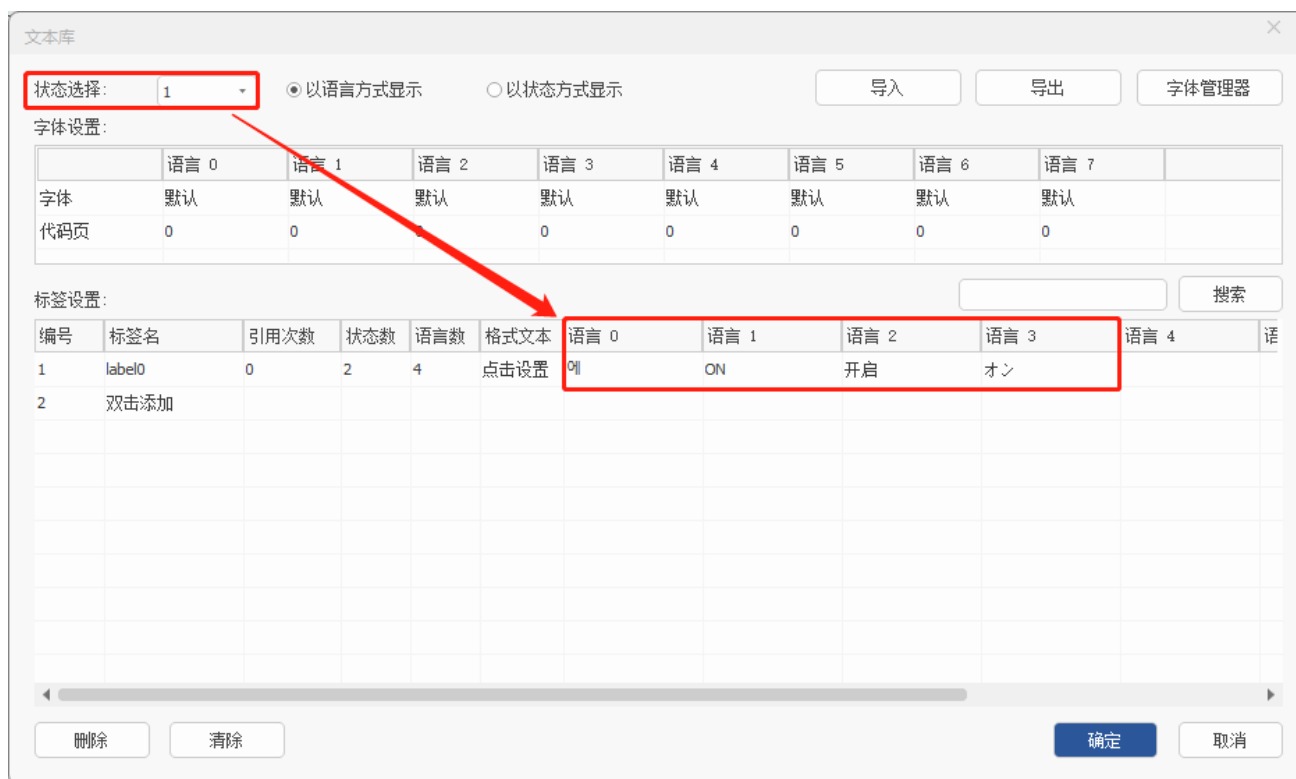 文本库
状态选择: 1 以语言方式显示 以状态方式显示 导入 导出 字体管理器
字体设置:
语言 0 语言 1 语言 2 语言 3 语言 4 语言 5 语言 6 语言 7
字体 默认 默认 默认 默认 默认 默认 默认 默认
代码页 0 0 0 0 0 0 0 0
标签设置: 搜索
编号 标签名 引用次数 状态数 语言数 格式文本 语言 0 语言 1 语言 2 语言 3 语言 4 语
1 label0 0 2 4 点击设置 에 ON 开启 オン
2 双击添加
删除 清除 确定 取消